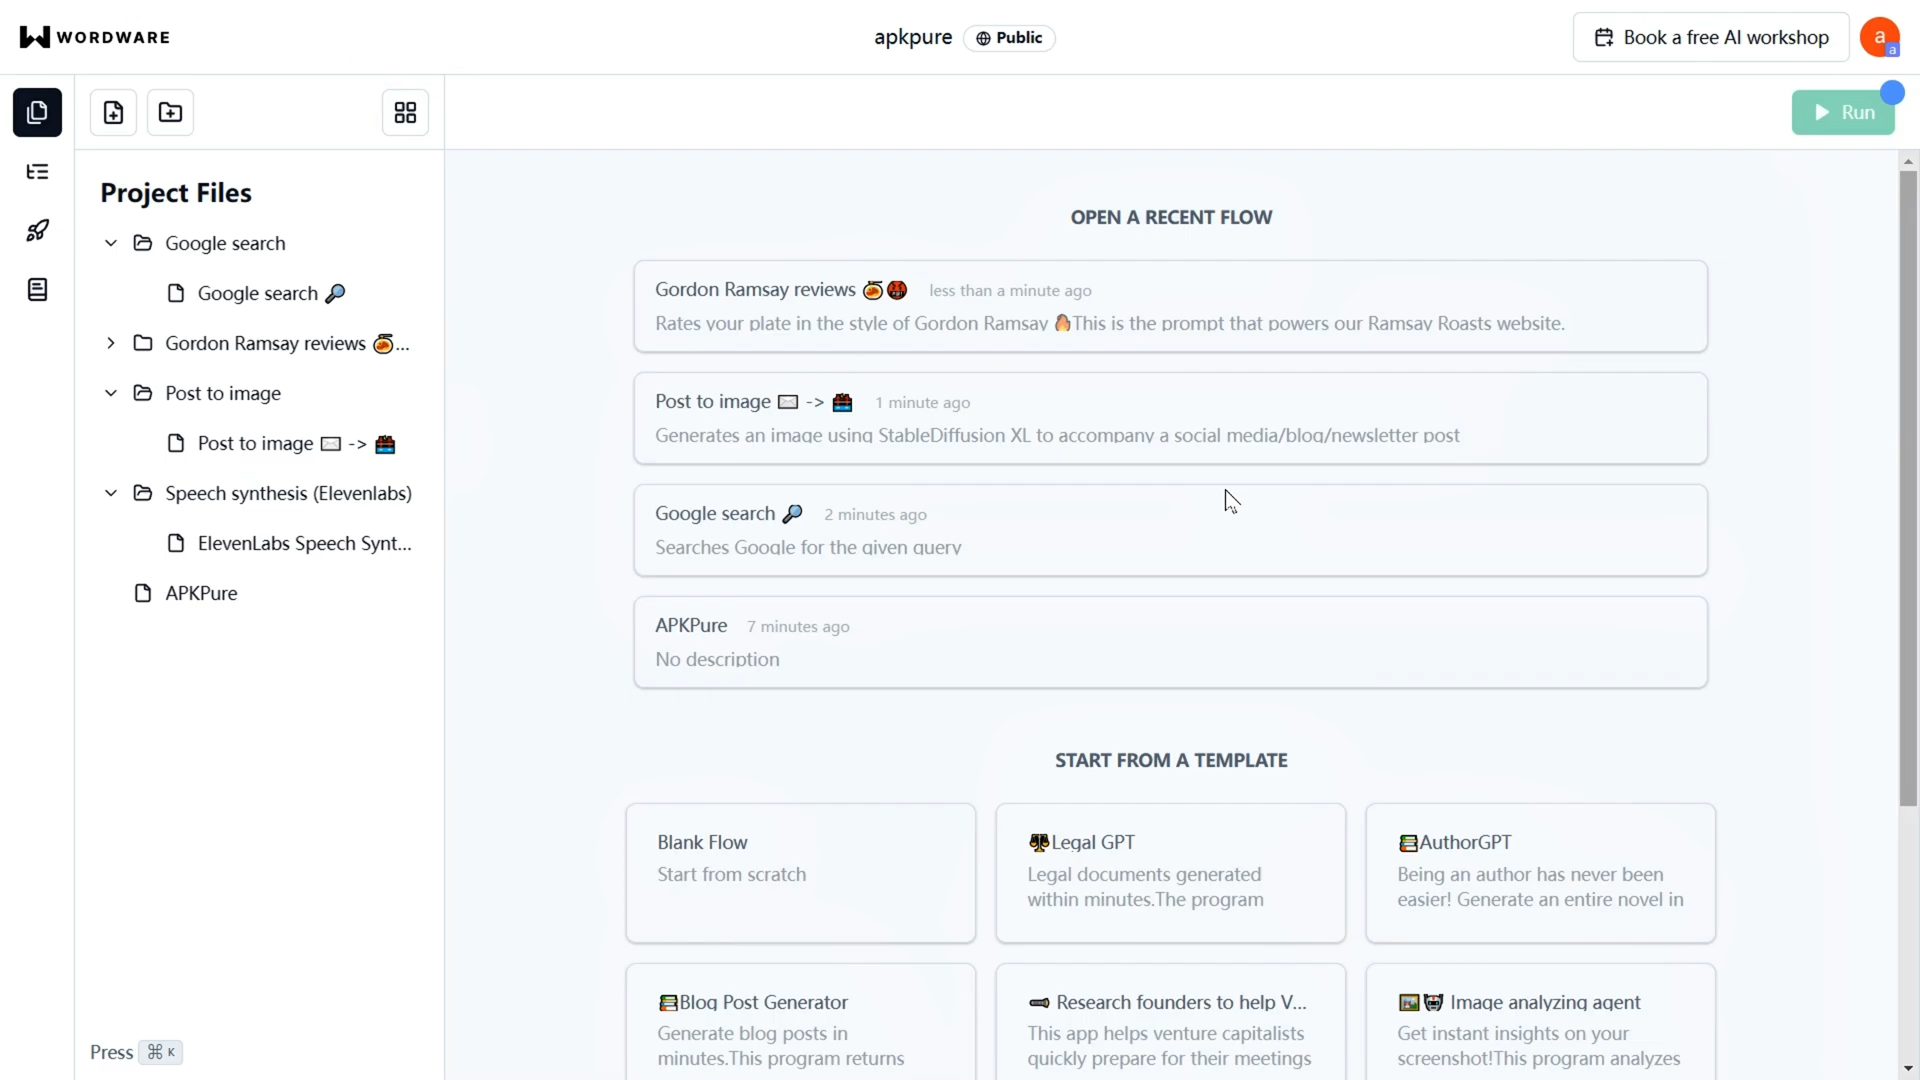 WORDWARE
apkpure
Public
Book a free AI workshop
a
a
Run
Project Files
Google search
Google search 🔎
Gordon Ramsay reviews 🍝...
Post to image
Post to image ✉️ -> 🌇
Speech synthesis (Elevenlabs)
ElevenLabs Speech Synt...
APKPure
Press ⌘ K
OPEN A RECENT FLOW
Gordon Ramsay reviews 🍝🤬 less than a minute ago
Rates your plate in the style of Gordon Ramsay 🔥This is the prompt that powers our Ramsay Roasts website.
Post to image ✉️ -> 🌇 1 minute ago
Generates an image using StableDiffusion XL to accompany a social media/blog/newsletter post
Google search 🔎 2 minutes ago
Searches Google for the given query
APKPure 7 minutes ago
No description
START FROM A TEMPLATE
Blank Flow
Start from scratch
Legal GPT
Legal documents generated
within minutes.The program
📚AuthorGPT
Being an author has never been
easier! Generate an entire novel in
📚Blog Post Generator
Generate blog posts in
minutes.This program returns
🔦 Research founders to help V...
This app helps venture capitalists
quickly prepare for their meetings
🖼️🤖 Image analyzing agent
Get instant insights on your
screenshot!This program analyzes